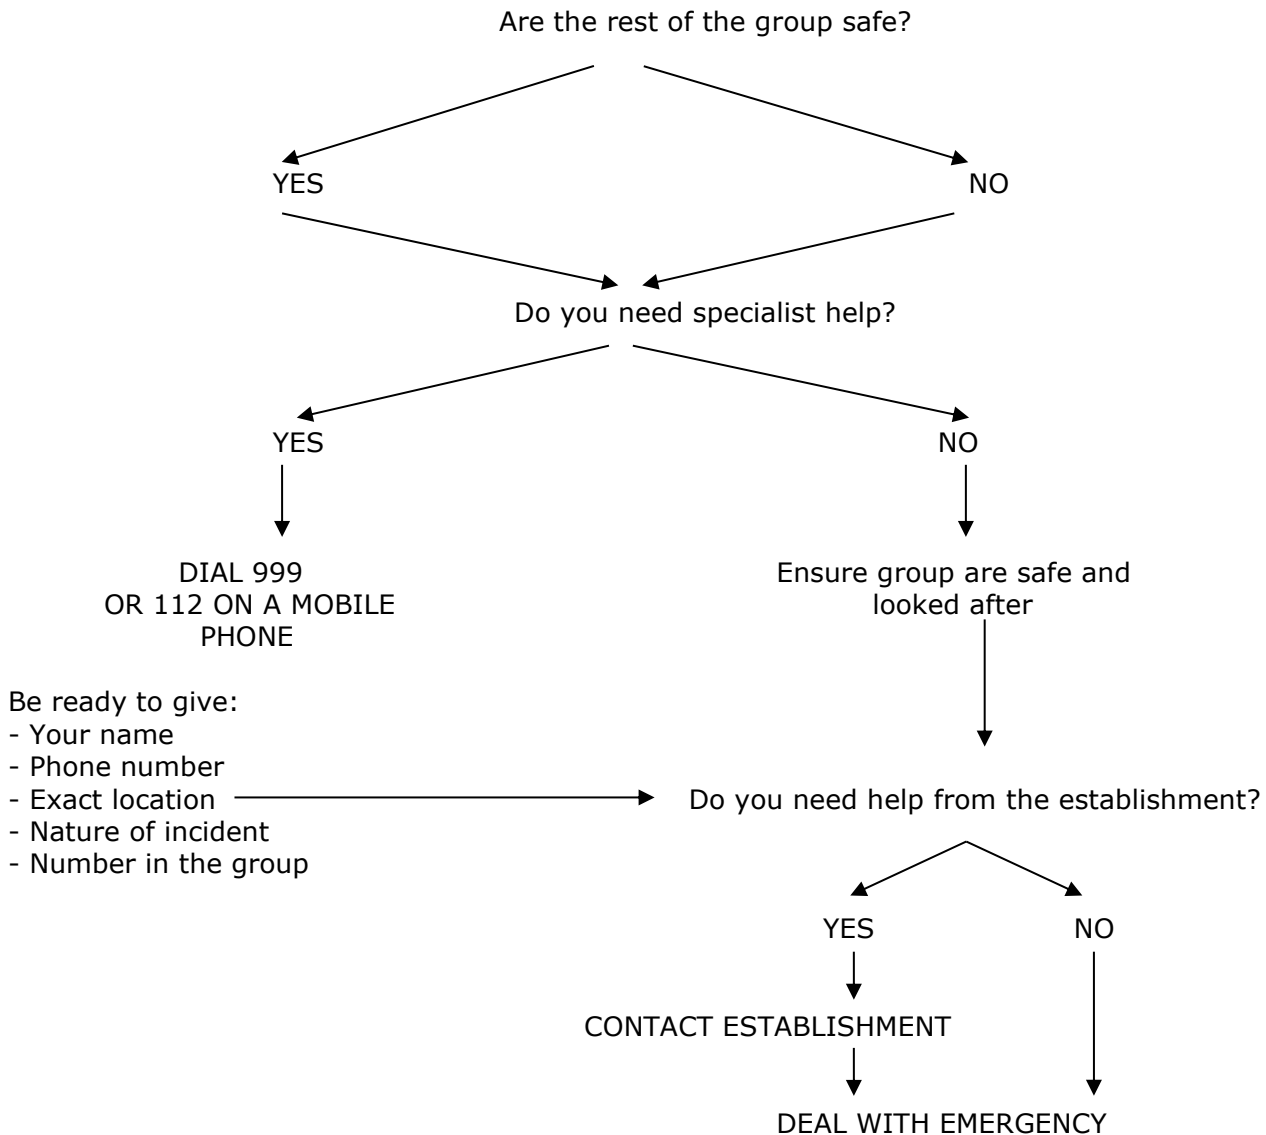 Are the rest of the group safe?
YES
NO
Do you need specialist help?
YES
NO
DIAL 999
OR 112 ON A MOBILE
PHONE
Ensure group are safe and
looked after
Be ready to give:
- Your name
- Phone number
- Exact location
- Nature of incident
- Number in the group
Do you need help from the establishment?
YES
NO
CONTACT ESTABLISHMENT
DEAL WITH EMERGENCY